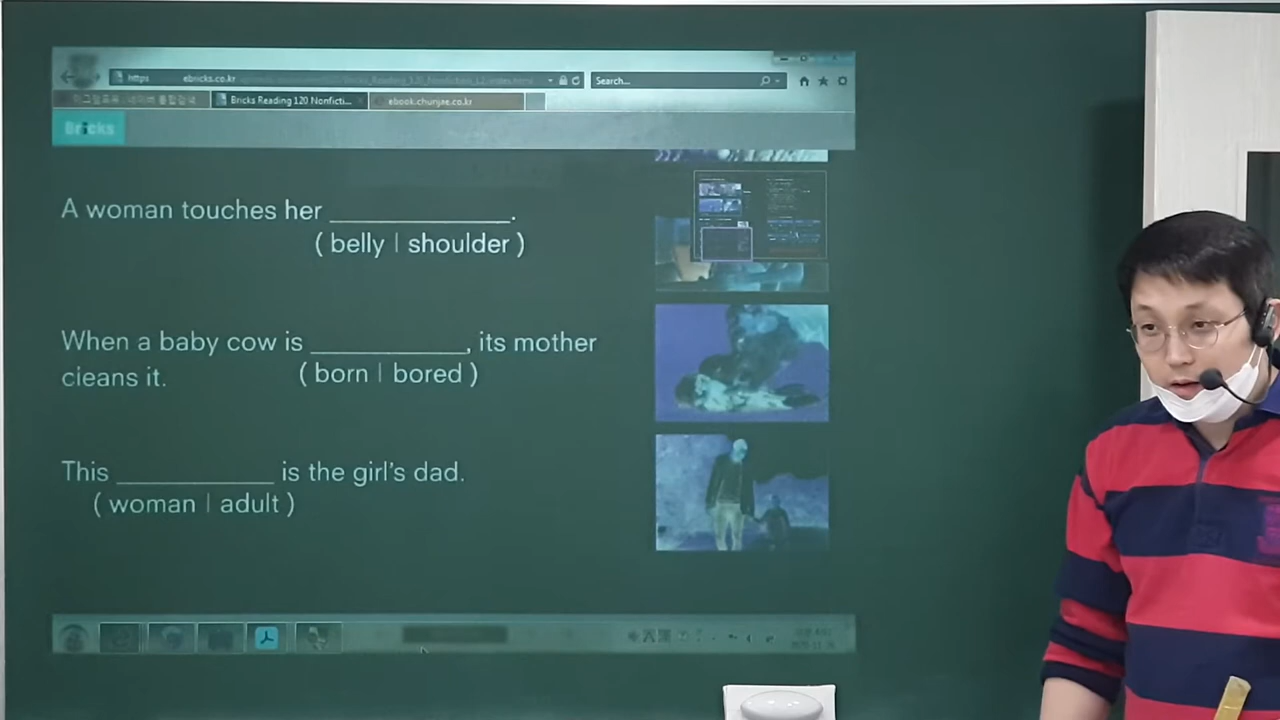 https ebricks.co.kr
Search...
Bricks Reading 120 Nonficti...
ebook.chunjae.co.kr
Bricks
A woman touches her ______________.
( belly | shoulder )
When a baby cow is ____________, its mother
( born | bored )
cleans it.
This ____________ is the girl's dad.
( woman | adult )